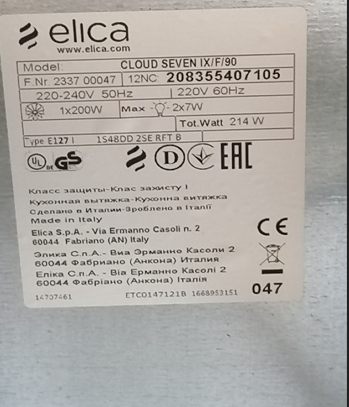 elica
www.elica.com
Model: CLOUD SEVEN IX/F/90
F.Nr. 2337 00047 12NC: 208355407105
220-240V 50Hz 220V 60Hz
1x200W Max 2x7W
Tot.Watt 214 W
Type E127 I 1S48DD 2SE RFT B
UL GS D EAC
Класс защиты-Клас захисту I
Кухонная вытяжка-Кухонна витяжка
Сделано в Италии-Зроблено в Італії
Made in Italy
Elica S.p.A. - Via Ermanno Casoli n. 2
60044 Fabriano (AN) Italy
CE
Элика С.п.А. - Виа Эрманно Касоли 2
60044 Фабриано (Анкона) Италия
Еліка С.п.А - Віа Ерманно Касолі 2
60044 Фабріано (Анкона) Італія
047
14707461 ETC0147121B 1668953151